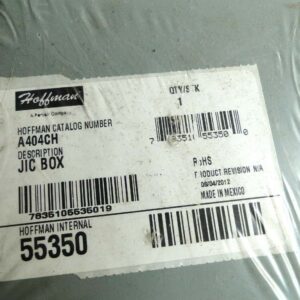 Hoffman
A Pentair Company
QTY/
1
HOFFMAN CATALOG NUMBER
A404CH
DESCRIPTION
JIC BOX
RoHS
PRODUCT REVISION N/A
MADE IN MEXICO
HOFFMAN INTERNAL
55350